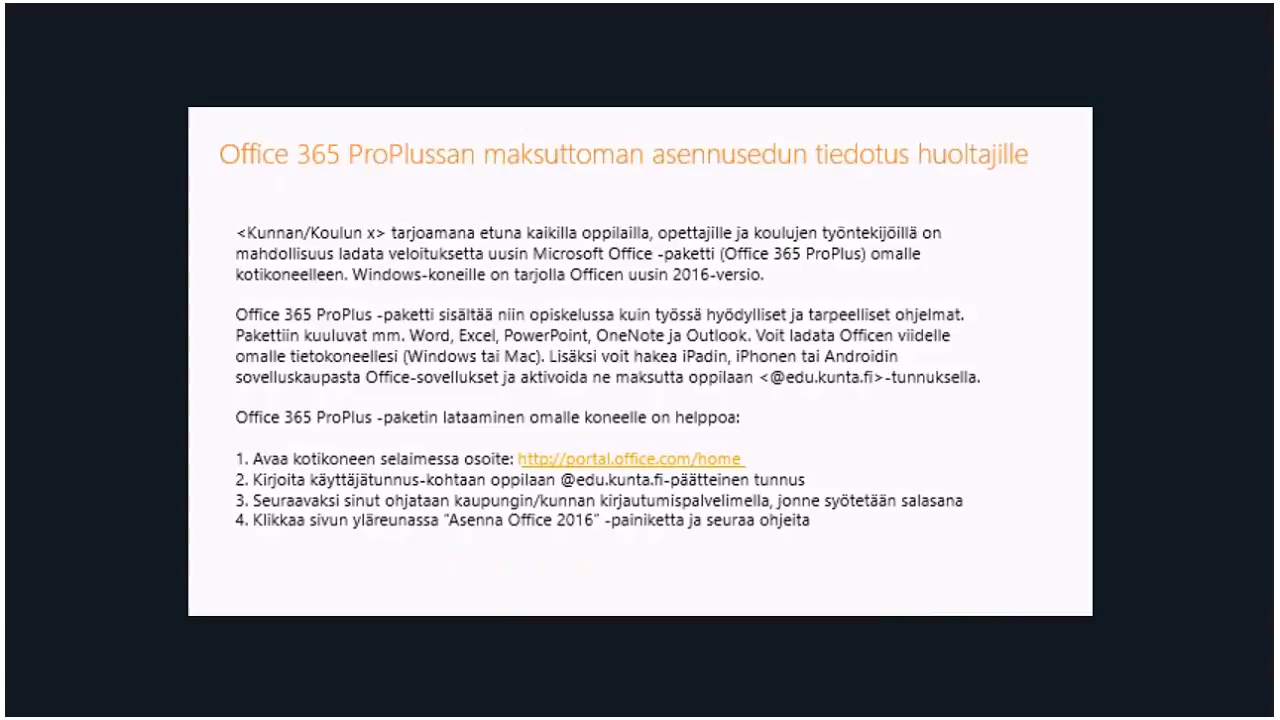 Office 365 ProPlussan maksuttoman asennusedun tiedotus huoltajille
<Kunnan/Koulun x> tarjoamana etuna kaikilla oppilailla, opettajille ja koulujen työntekijöillä on
mahdollisuus ladata veloituksetta uusin Microsoft Office -paketti (Office 365 ProPlus) omalle
kotikoneelleen. Windows-koneille on tarjolla Officen uusin 2016-versio.
Office 365 ProPlus -paketti sisältää niin opiskelussa kuin työssä hyödylliset ja tarpeelliset ohjelmat.
Pakettiin kuuluvat mm. Word, Excel, PowerPoint, OneNote ja Outlook. Voit ladata Officen viidelle
omalle tietokoneellesi (Windows tai Mac). Lisäksi voit hakea iPadin, iPhonen tai Androidin
sovelluskaupasta Office-sovellukset ja aktivoida ne maksutta oppilaan <@edu.kunta.fi>-tunnuksella.
Office 365 ProPlus -paketin lataaminen omalle koneelle on helppoa:
1. Avaa kotikoneen selaimessa osoite: http://portal.office.com/home
2. Kirjoita käyttäjätunnus-kohtaan oppilaan @edu.kunta.fi-päätteinen tunnus
3. Seuraavaksi sinut ohjataan kaupungin/kunnan kirjautumispalvelimella, jonne syötetään salasana
4. Klikkaa sivun yläreunassa "Asenna Office 2016" -painiketta ja seuraa ohjeita